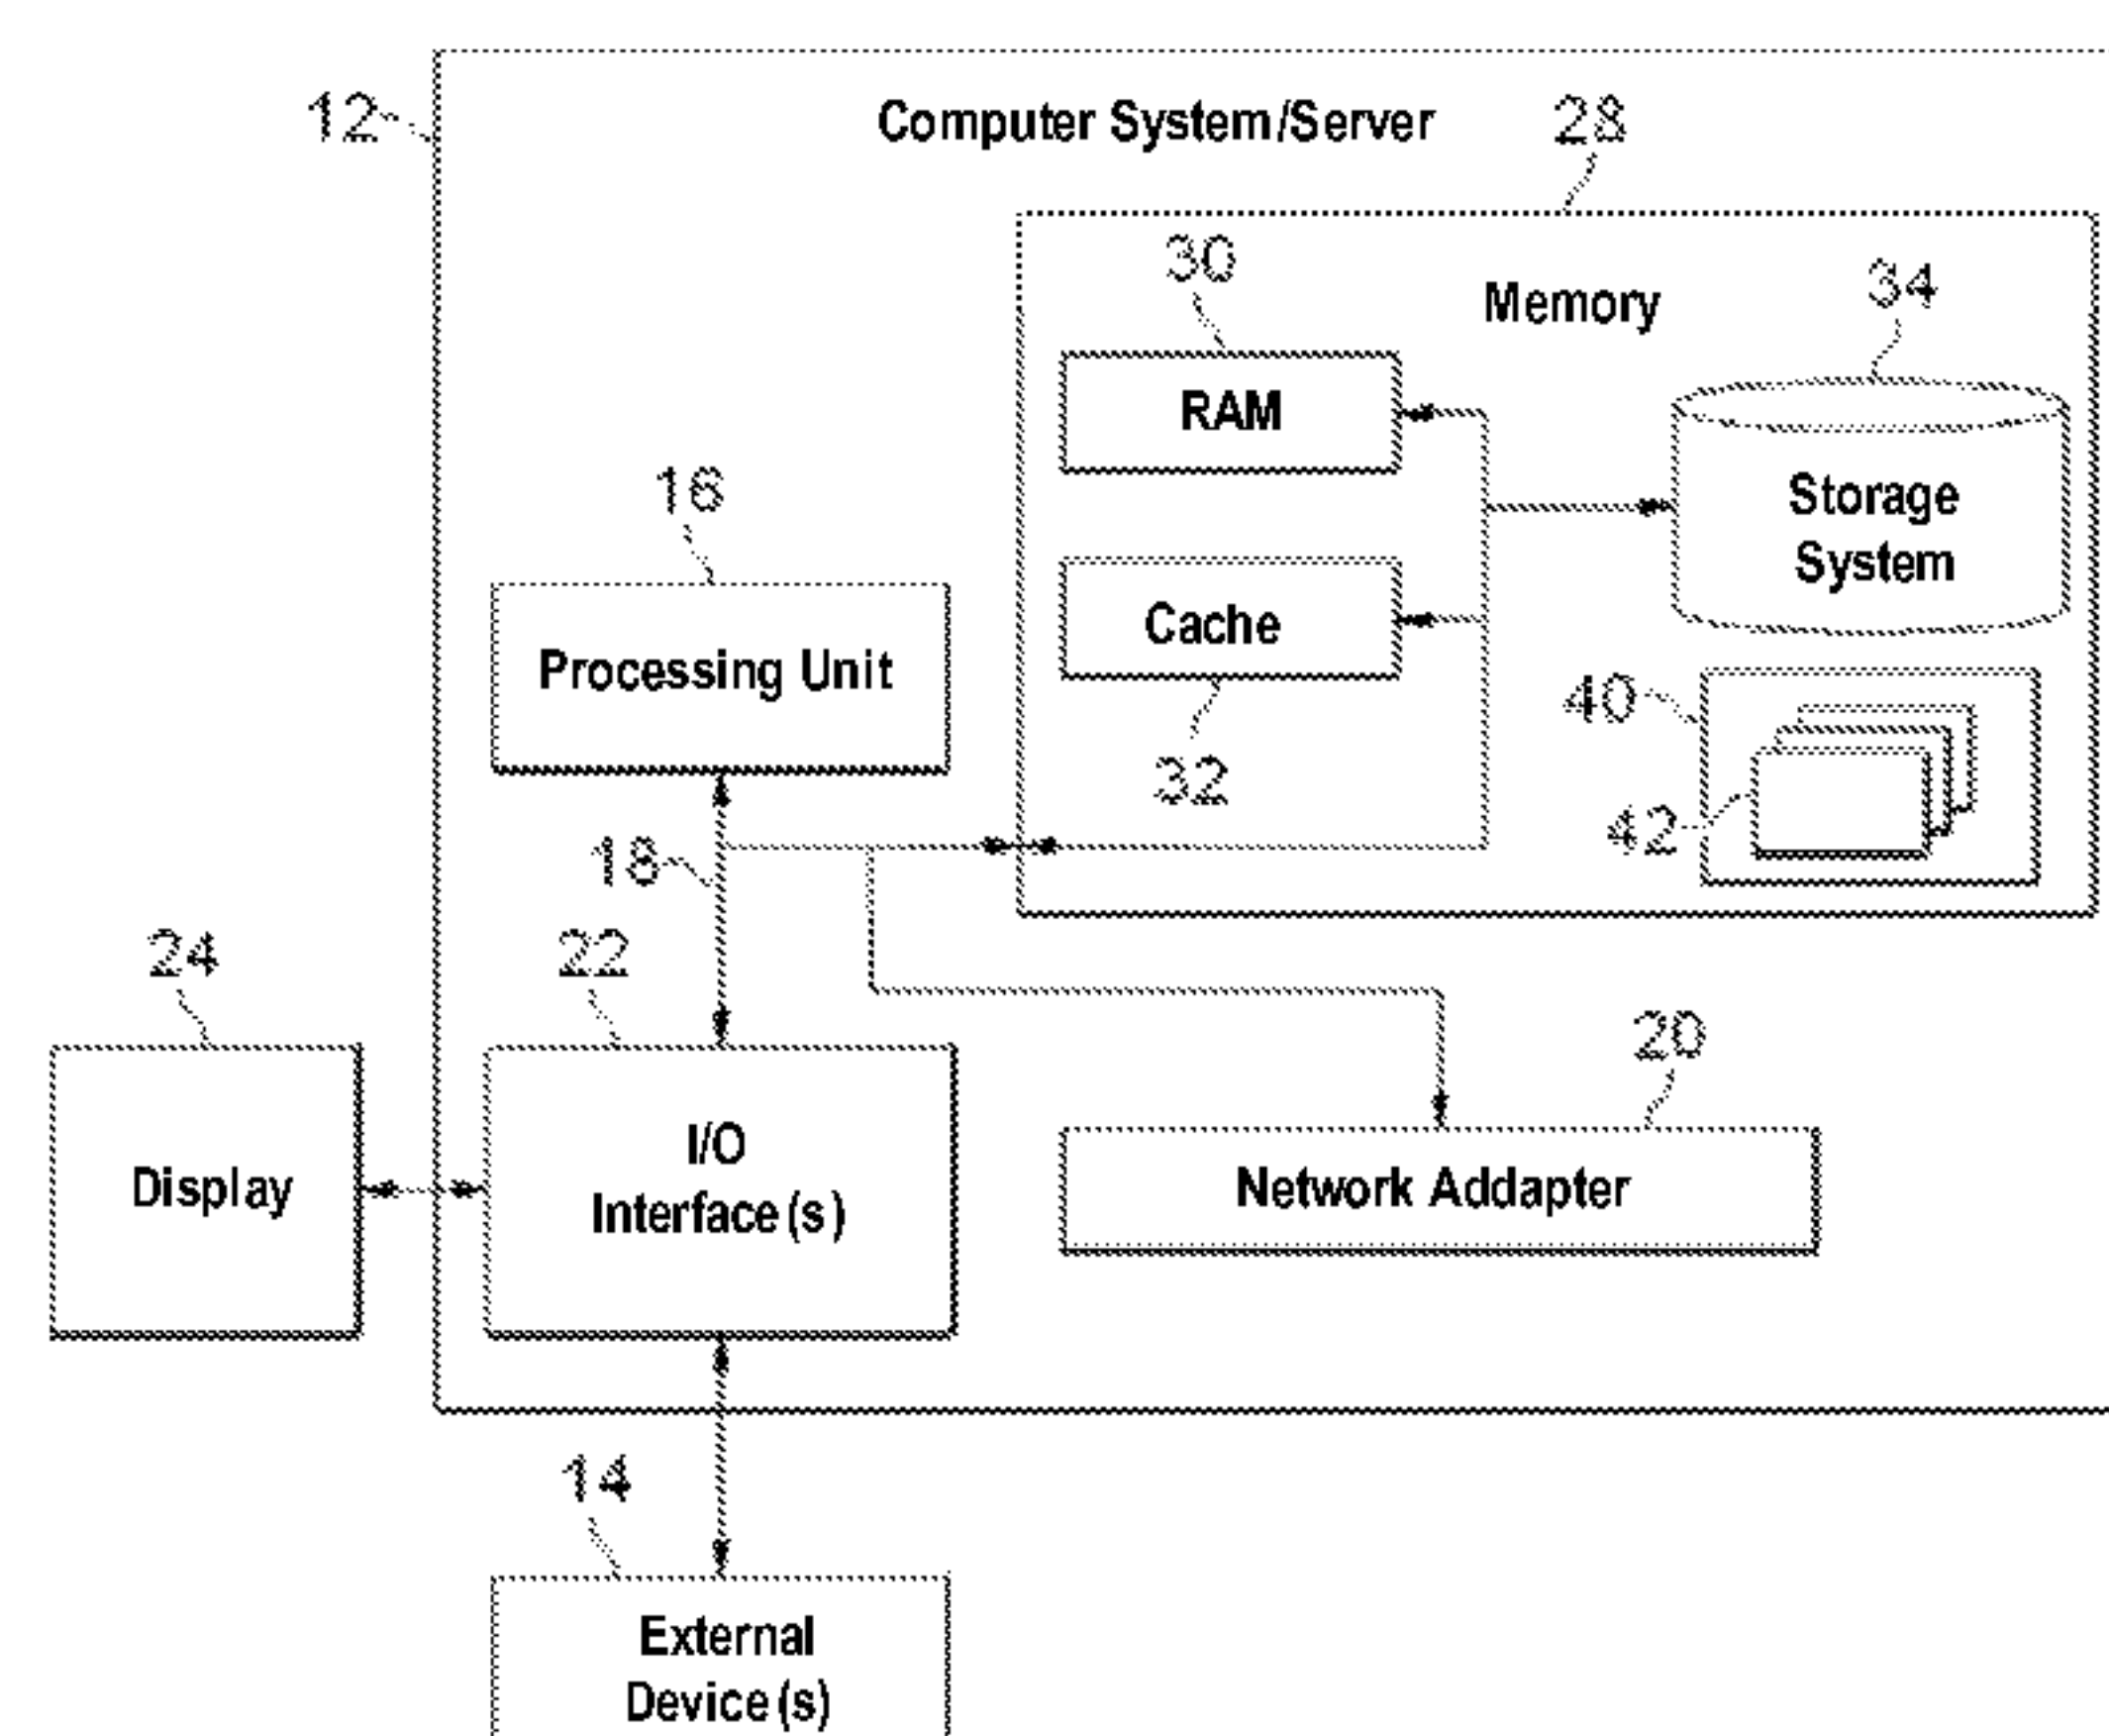 12
Computer System/Server
28
30
Memory
34
RAM
Storage
System
16
Cache
Processing Unit
40
32
42
18
24
22
20
Display
I/O
Interface(s)
Network Addapter
14
External
Device(s)